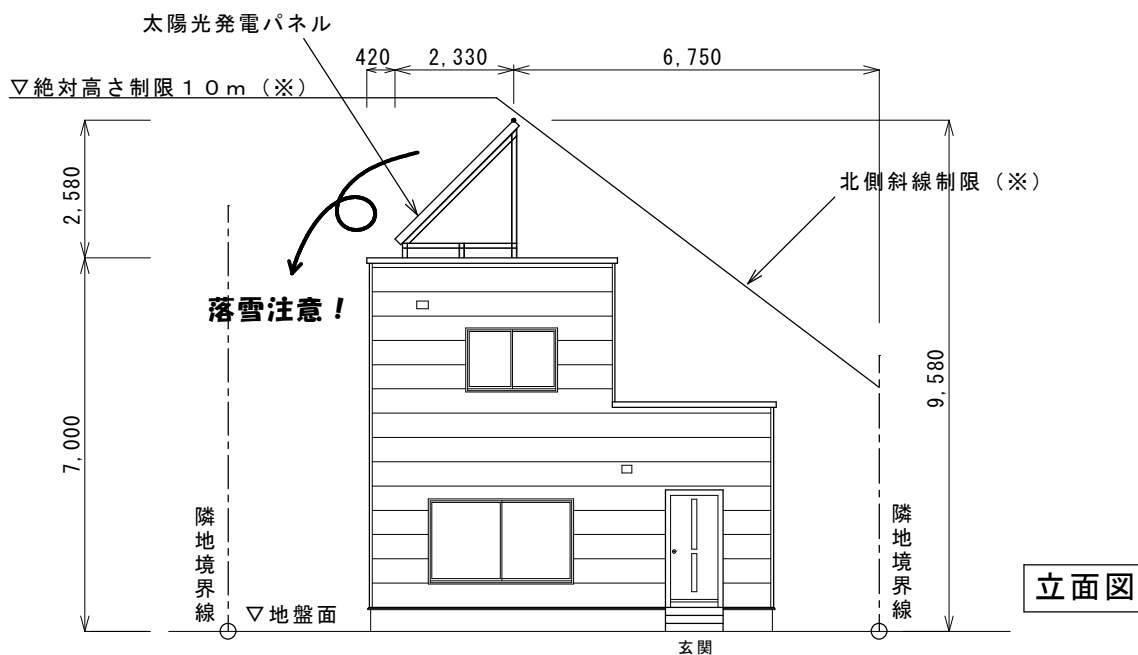 太陽光発電パネル
420
2,330
6,750
▽絶対高さ制限10m(※)
北側斜線制限(※)
2,580
落雪注意!
7,000
9,580
隣地境界線
隣地境界線
▽地盤面
玄関
立面図